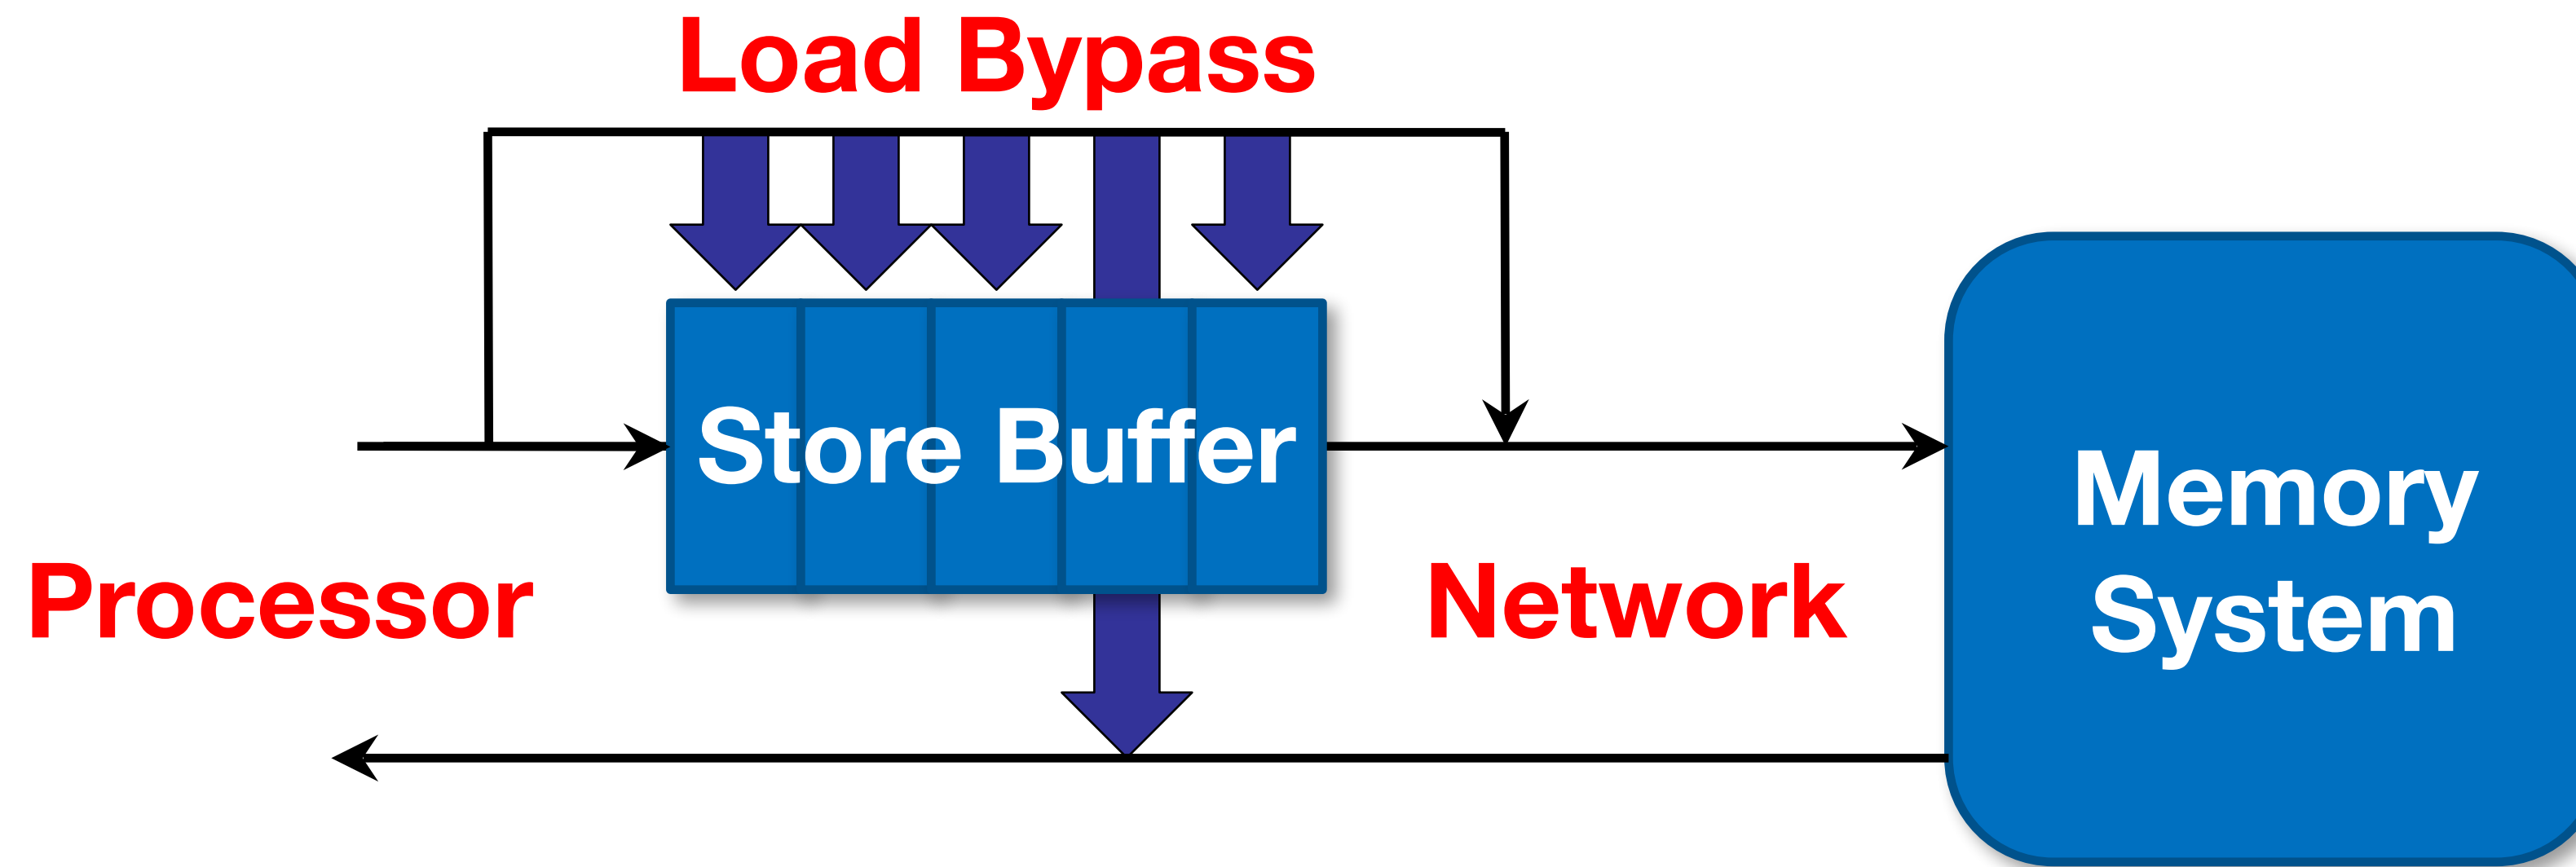 Load Bypass
Store Buffer
Processor
Network
Memory
System